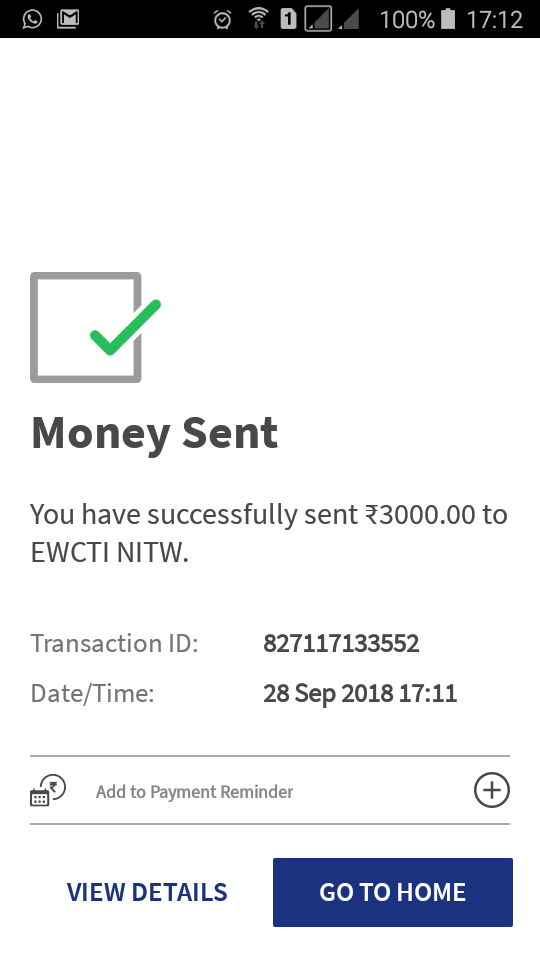 100% 17:12
Money Sent
You have successfully sent ₹3000.00 to
EWCTI NITW.
Transaction ID: 827117133552
Date/Time: 28 Sep 2018 17:11
Add to Payment Reminder
VIEW DETAILS GO TO HOME